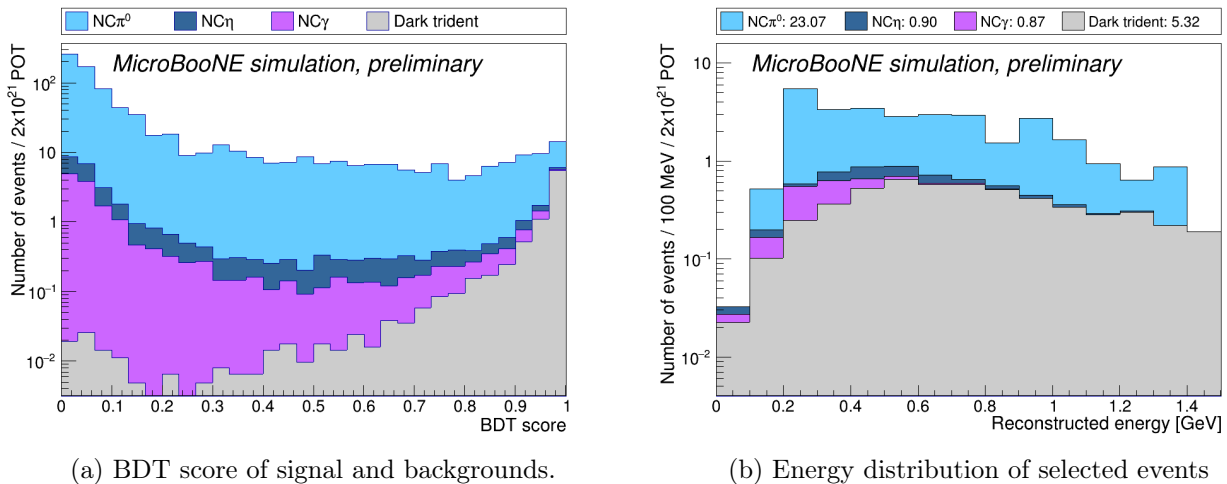 NCπ⁰ NCη NCγ Dark trident
MicroBooNE simulation, preliminary
Number of events / 2x10²¹ POT
10² 10 1 10⁻¹ 10⁻²
0 0.1 0.2 0.3 0.4 0.5 0.6 0.7 0.8 0.9 1
BDT score
(a) BDT score of signal and backgrounds.
NCπ⁰: 23.07 NCη: 0.90 NCγ: 0.87 Dark trident: 5.32
MicroBooNE simulation, preliminary
Number of events / 100 MeV / 2x10²¹ POT
10 1 10⁻¹ 10⁻²
0 0.2 0.4 0.6 0.8 1 1.2 1.4
Reconstructed energy [GeV]
(b) Energy distribution of selected events